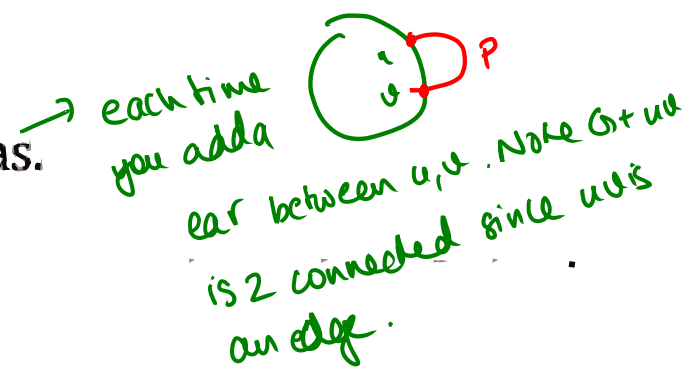 as.
→ each time
you add a
u
v
P
ear between u,v. Note G+uv
is 2 connected since uv is
an edge.